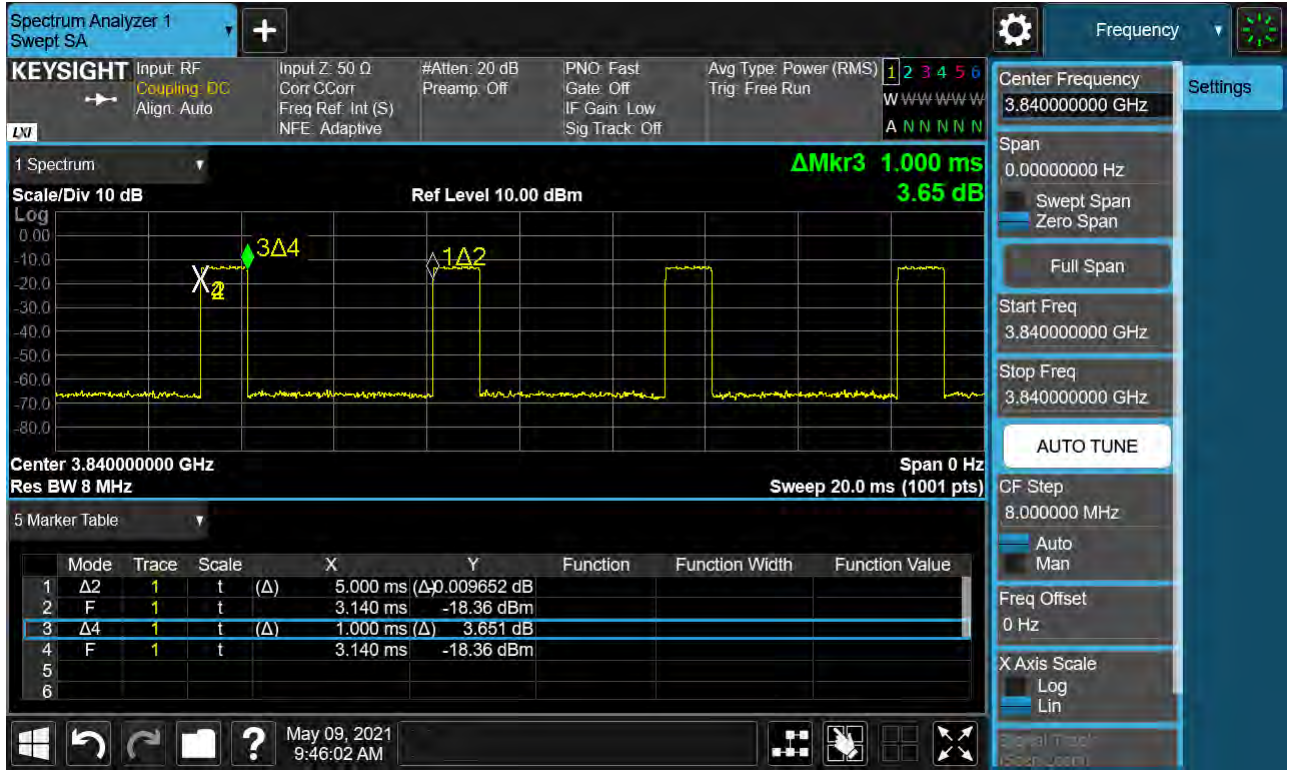 Spectrum Analyzer 1
Swept SA
+
Frequency
KEYSIGHT
LXI
Input: RF
Coupling: DC
Align: Auto
Input Z: 50 Ω
Corr CCorr
Freq Ref: Int (S)
NFE: Adaptive
#Atten: 20 dB
Preamp: Off
PNO: Fast
Gate: Off
IF Gain: Low
Sig Track: Off
Avg Type: Power (RMS)
Trig: Free Run
1 2 3 4 5 6
W W W W W W
A N N N N N
1 Spectrum
ΔMkr3 1.000 ms
3.65 dB
Scale/Div 10 dB
Ref Level 10.00 dBm
Log
0.00
-10.0
-20.0
-30.0
-40.0
-50.0
-60.0
-70.0
-80.0
3Δ4
1Δ2
Center 3.840000000 GHz
Span 0 Hz
Res BW 8 MHz
Sweep 20.0 ms (1001 pts)
5 Marker Table
Mode Trace Scale X Y Function Function Width Function Value
1 Δ2 1 t (Δ) 5.000 ms (Δ) -0.009652 dB
2 F 1 t 3.140 ms -18.36 dBm
3 Δ4 1 t (Δ) 1.000 ms (Δ) 3.651 dB
4 F 1 t 3.140 ms -18.36 dBm
5
6
?
May 09, 2021
9:46:02 AM
Center Frequency
3.840000000 GHz
Settings
Span
0.00000000 Hz
Swept Span
Zero Span
Full Span
Start Freq
3.840000000 GHz
Stop Freq
3.840000000 GHz
AUTO TUNE
CF Step
8.000000 MHz
Auto
Man
Freq Offset
0 Hz
X Axis Scale
Log
Lin
Signal Track
(Span Zoom)